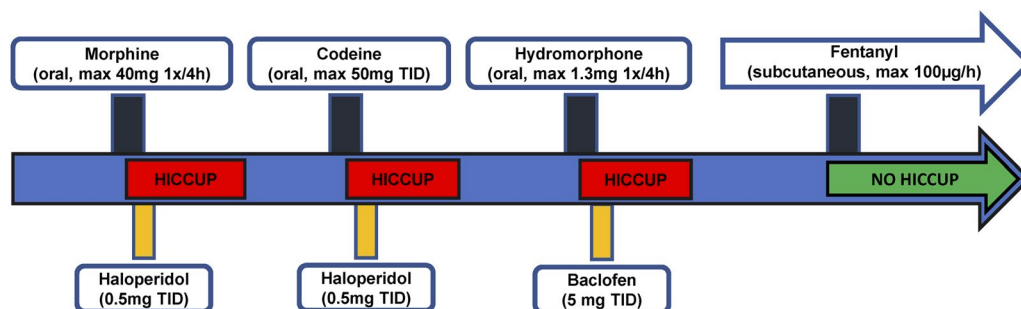 Morphine
(oral, max 40mg 1x/4h)
Codeine
(oral, max 50mg TID)
Hydromorphone
(oral, max 1.3mg 1x/4h)
Fentanyl
(subcutaneous, max 100µg/h)
HICCUP
HICCUP
HICCUP
NO HICCUP
Haloperidol
(0.5mg TID)
Haloperidol
(0.5mg TID)
Baclofen
(5 mg TID)